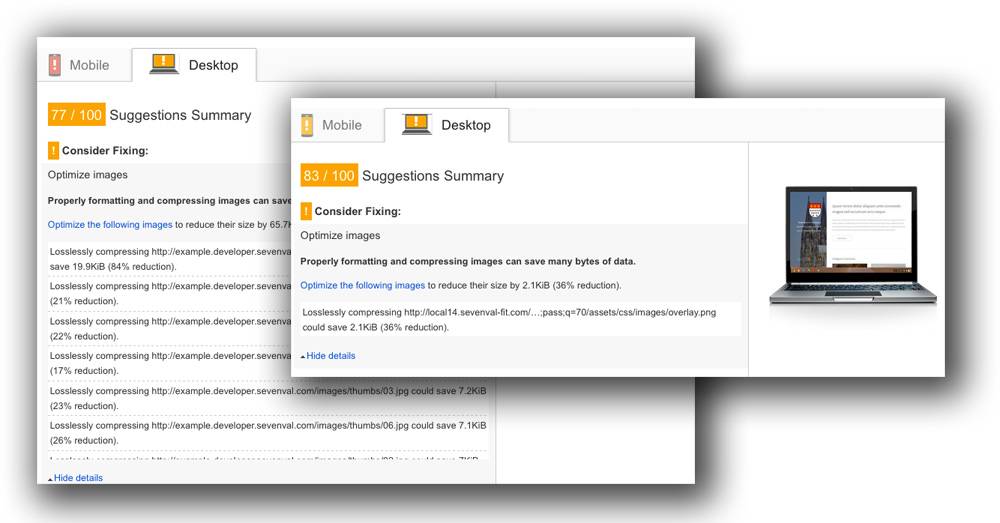 Mobile
Desktop
77 / 100 Suggestions Summary
! Consider Fixing:
Optimize images
Properly formatting and compressing images can save
Optimize the following images to reduce their size by 65.7
Losslessly compressing http://example.developer.sevenval.com
save 19.9KiB (84% reduction).
Losslessly compressing http://example.developer.sevenval
(21% reduction).
Losslessly compressing http://example.developer.sevenval
(22% reduction).
Losslessly compressing http://example.developer.sevenval
(17% reduction).
Losslessly compressing http://example.developer.sevenval.com/images/thumbs/03.jpg could save 7.2KiB
(23% reduction).
Losslessly compressing http://example.developer.sevenval.com/images/thumbs/06.jpg could save 7.1KiB
(26% reduction).
Hide details
Mobile
Desktop
83 / 100 Suggestions Summary
! Consider Fixing:
Optimize images
Properly formatting and compressing images can save many bytes of data.
Optimize the following images to reduce their size by 2.1KiB (36% reduction).
Losslessly compressing http://local14.sevenval-fit.com/…;pass;q=70/assets/css/images/overlay.png
could save 2.1KiB (36% reduction).
Hide details